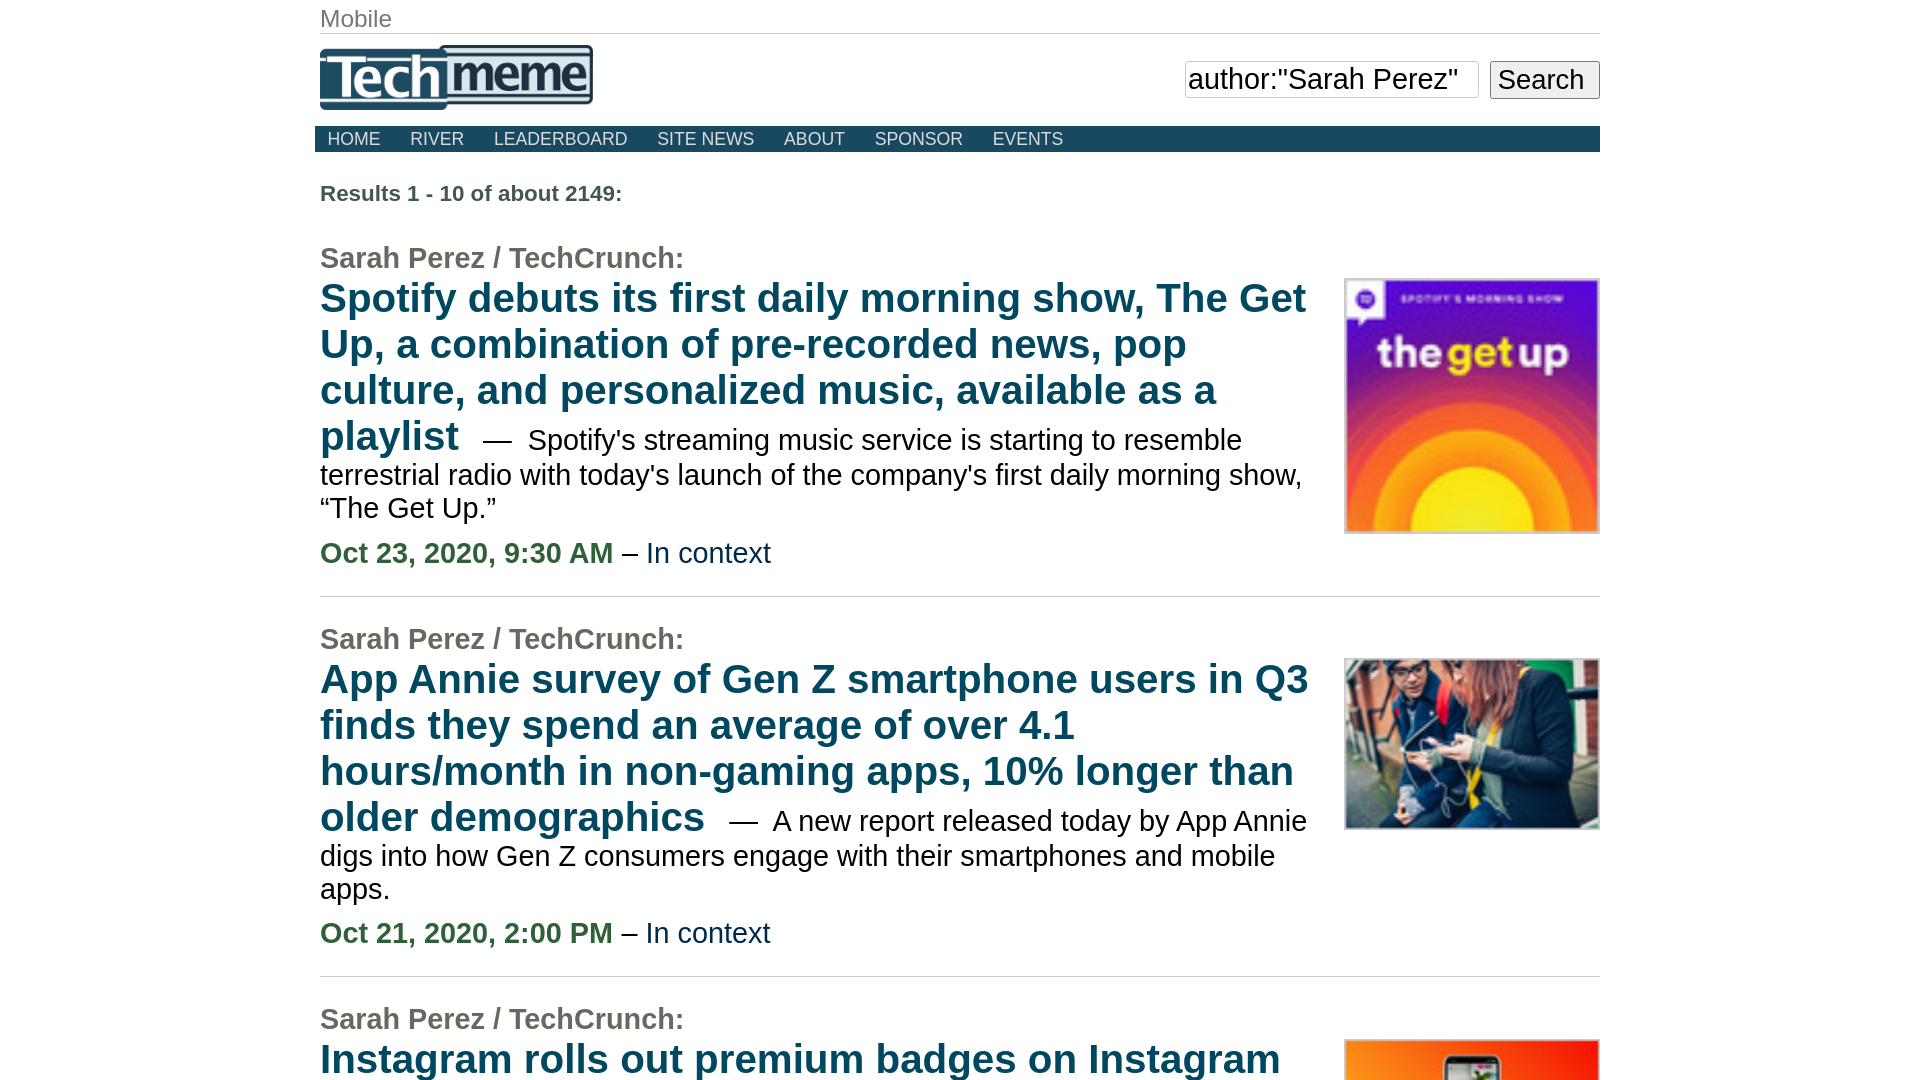 Mobile
Techmeme
author:"Sarah Perez"
Search
HOME RIVER LEADERBOARD SITE NEWS ABOUT SPONSOR EVENTS
Results 1 - 10 of about 2149:
Sarah Perez / TechCrunch:
Spotify debuts its first daily morning show, The Get
Up, a combination of pre-recorded news, pop
culture, and personalized music, available as a
playlist — Spotify's streaming music service is starting to resemble
terrestrial radio with today's launch of the company's first daily morning show,
“The Get Up.”
SPOTIFY'S MORNING SHOW
the get up
Oct 23, 2020, 9:30 AM – In context
Sarah Perez / TechCrunch:
App Annie survey of Gen Z smartphone users in Q3
finds they spend an average of over 4.1
hours/month in non-gaming apps, 10% longer than
older demographics — A new report released today by App Annie
digs into how Gen Z consumers engage with their smartphones and mobile
apps.
Oct 21, 2020, 2:00 PM – In context
Sarah Perez / TechCrunch:
Instagram rolls out premium badges on Instagram